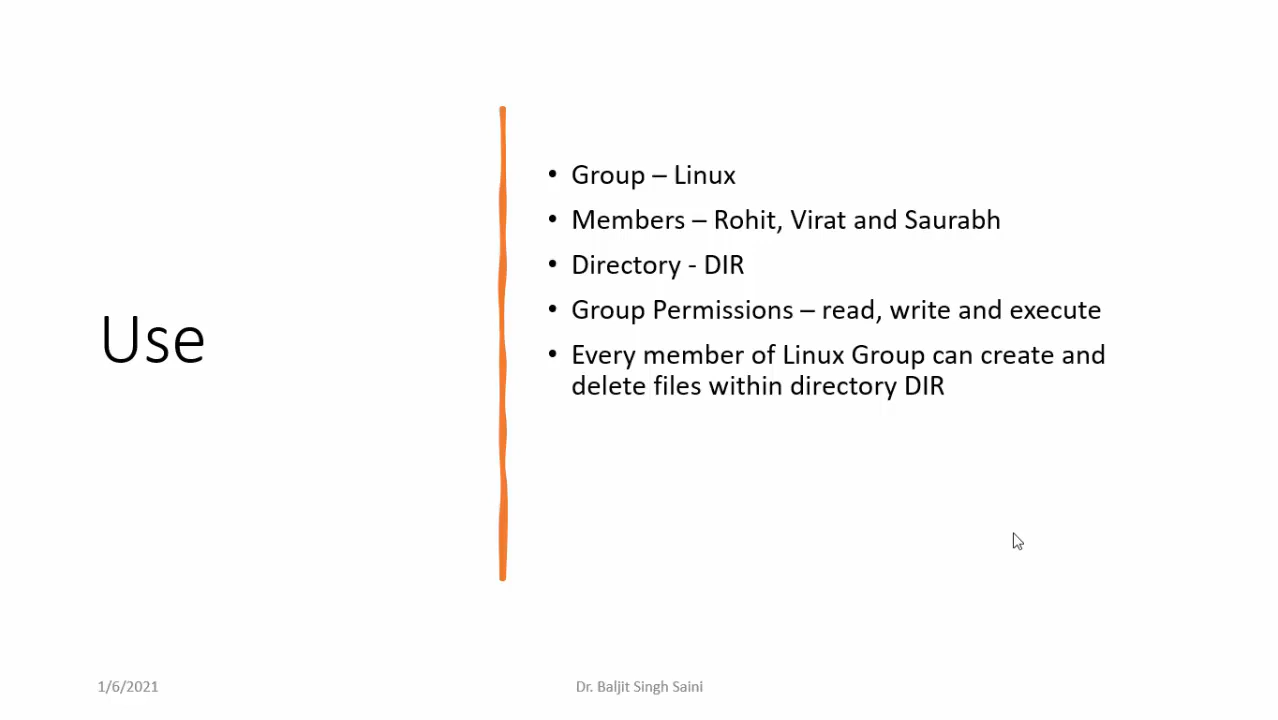 Use
• Group – Linux
• Members – Rohit, Virat and Saurabh
• Directory - DIR
• Group Permissions – read, write and execute
• Every member of Linux Group can create and
delete files within directory DIR
1/6/2021
Dr. Baljit Singh Saini